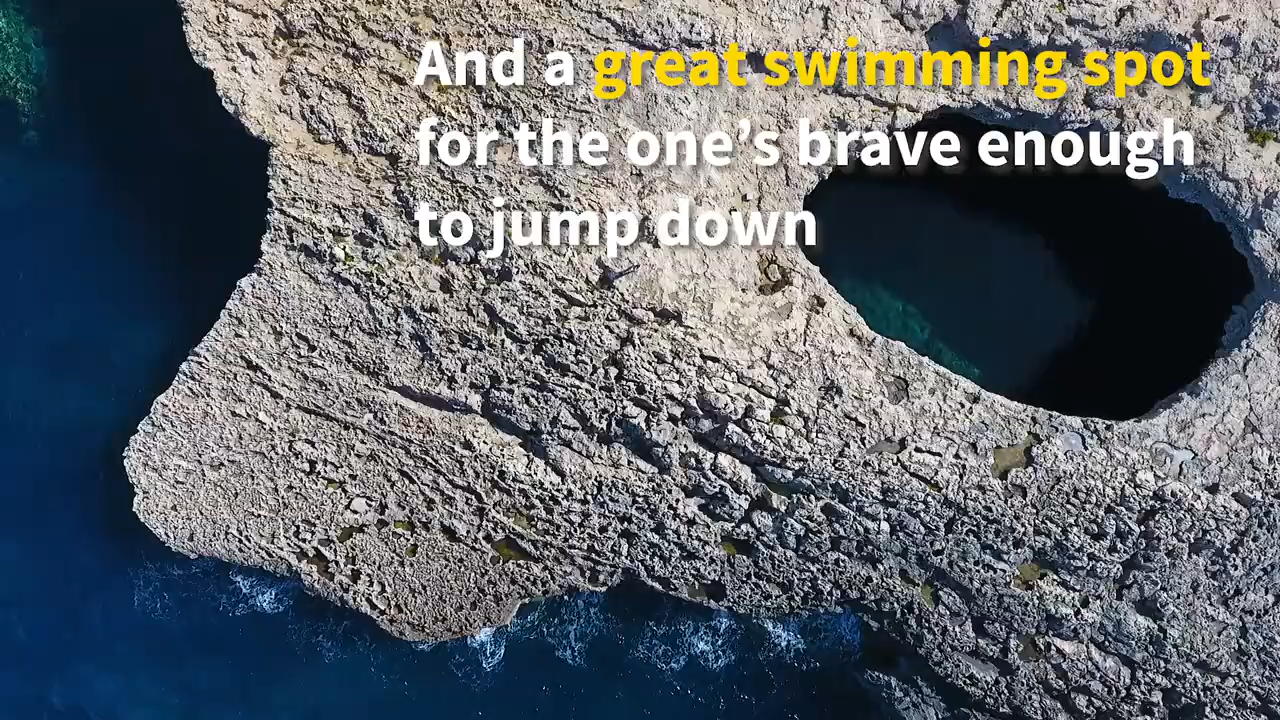 And a great swimming spot
for the one’s brave enough
to jump down